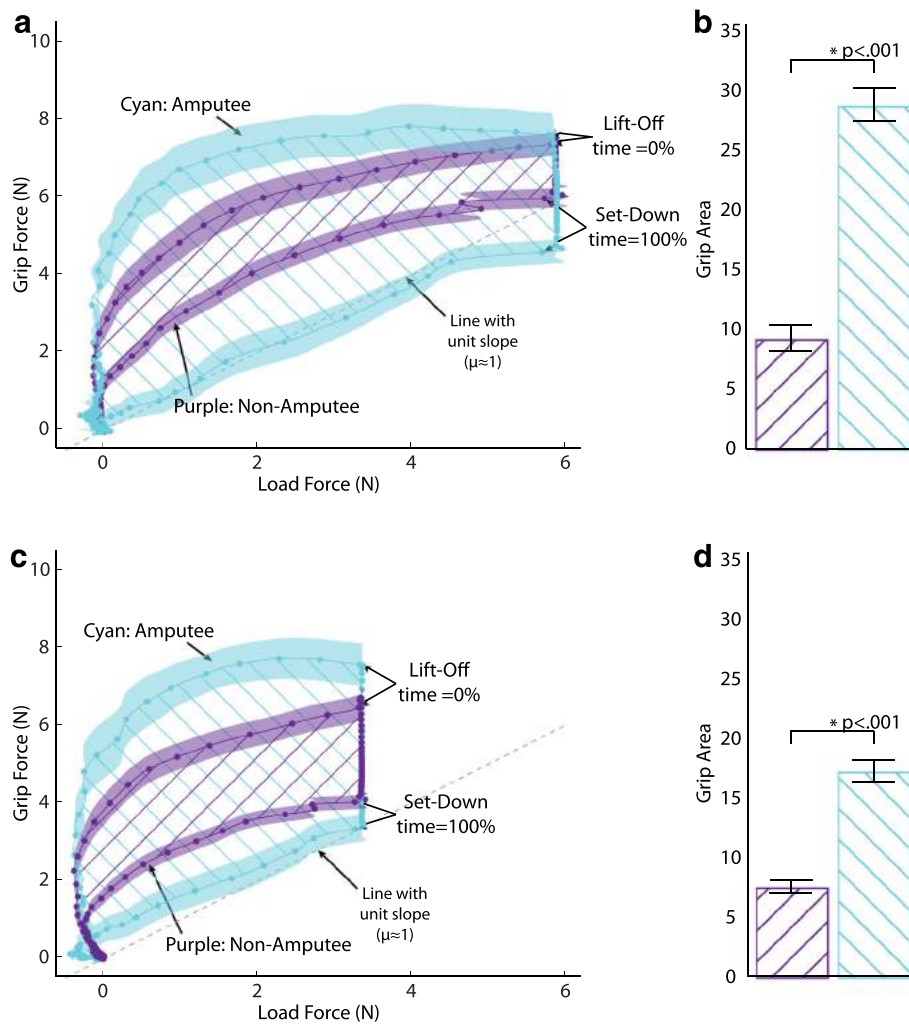 a
10
8
6
4
2
0
Grip Force (N)
Cyan: Amputee
Lift-Off
time =0%
Set-Down
time=100%
Line with
unit slope
(μ≈1)
Purple: Non-Amputee
0
2
4
6
Load Force (N)
b
35
30
25
20
15
10
5
0
Grip Area
* p<.001
c
10
8
6
4
2
0
Grip Force (N)
Cyan: Amputee
Lift-Off
time =0%
Set-Down
time=100%
Line with
unit slope
(μ≈1)
Purple: Non-Amputee
0
2
4
6
Load Force (N)
d
35
30
25
20
15
10
5
0
Grip Area
* p<.001